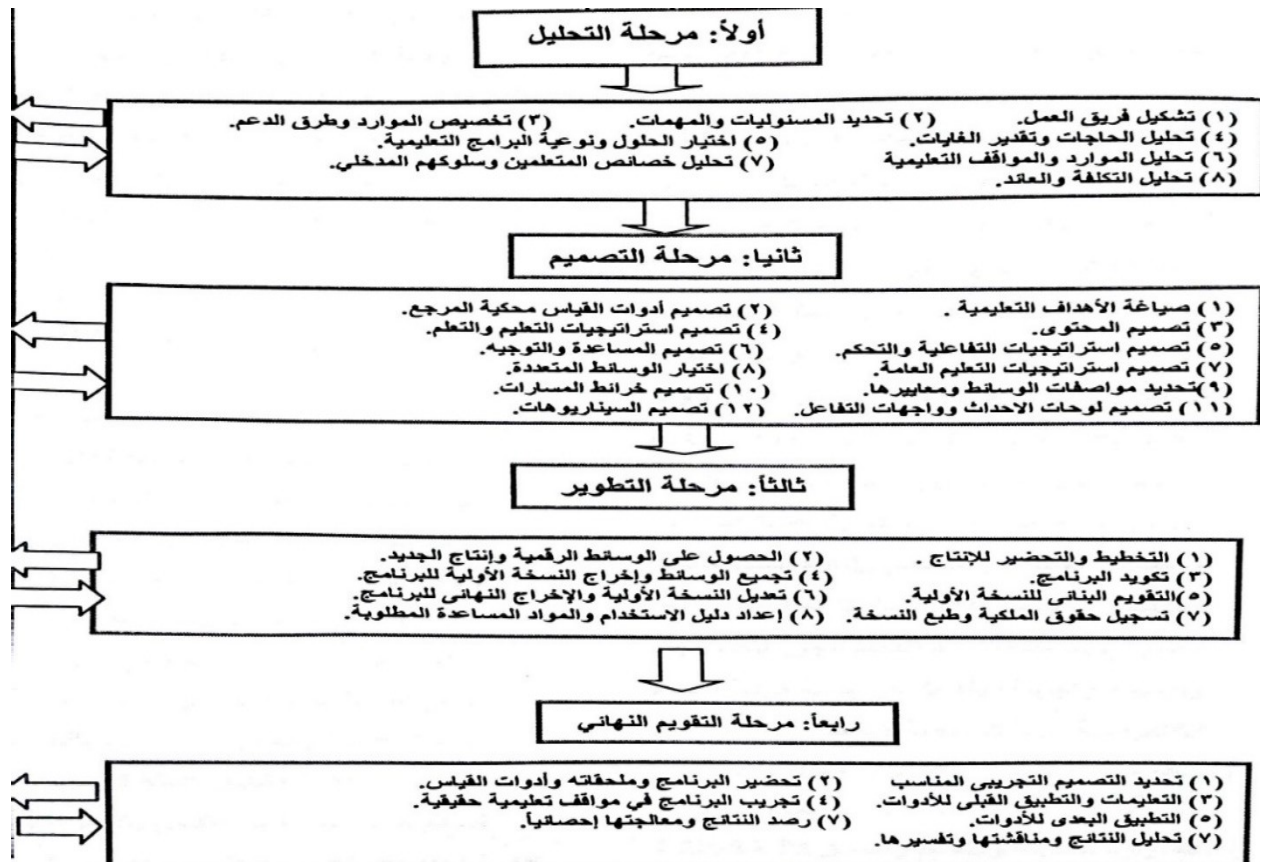 أولاً: مرحلة التحليل
(١) تشكيل فريق العمل. (٢) تحديد المسئوليات والمهمات. (٣) تخصيص الموارد وطرق الدعم.
(٤) تحليل الحاجات وتقدير الغايات. (٥) اختيار الحلول ونوعية البرامج التعليمية.
(٦) تحليل الموارد والمواقف التعليمية (٧) تحليل خصائص المتعلمين وسلوكهم المدخلي.
(٨) تحليل التكلفة والعائد.
ثانيا: مرحلة التصميم
(١) صياغة الأهداف التعليمية . (٢) تصميم أدوات القياس محكية المرجع.
(٣) تصميم المحتوى. (٤) تصميم استراتيجيات التعليم والتعلم.
(٥) تصميم استراتيجيات التفاعلية والتحكم. (٦) تصميم المساعدة والتوجيه.
(٧) تصميم استراتيجيات التعليم العامة. (٨) اختيار الوسائط المتعددة.
(٩)تحديد مواصفات الوسائط ومعاييرها. (١٠) تصميم خرائط المسارات.
(١١) تصميم لوحات الاحداث وواجهات التفاعل. (١٢) تصميم السيناريوهات.
ثالثاً: مرحلة التطوير
(١) التخطيط والتحضير للإنتاج . (٢) الحصول على الوسائط الرقمية وإنتاج الجديد.
(٣) تكويد البرنامج. (٤) تجميع الوسائط وإخراج النسخة الأولية للبرنامج.
(٥)التقويم البنائى للنسخة الأولية. (٦) تعديل النسخة الأولية والإخراج النهائى للبرنامج.
(٧) تسجيل حقوق الملكية وطبع النسخة. (٨) إعداد دليل الاستخدام والمواد المساعدة المطلوبة.
رابعاً: مرحلة التقويم النهائي
(١) تحديد التصميم التجريبى المناسب (٢) تحضير البرنامج وملحقاته وأدوات القياس.
(٣) التعليمات والتطبيق القبلى للأدوات. (٤) تجريب البرنامج في مواقف تعليمية حقيقية.
(٥) التطبيق البعدى للأدوات. (٧) رصد النتائج ومعالجتها إحصائياً.
(٧) تحليل النتائج ومناقشتها وتفسيرها.